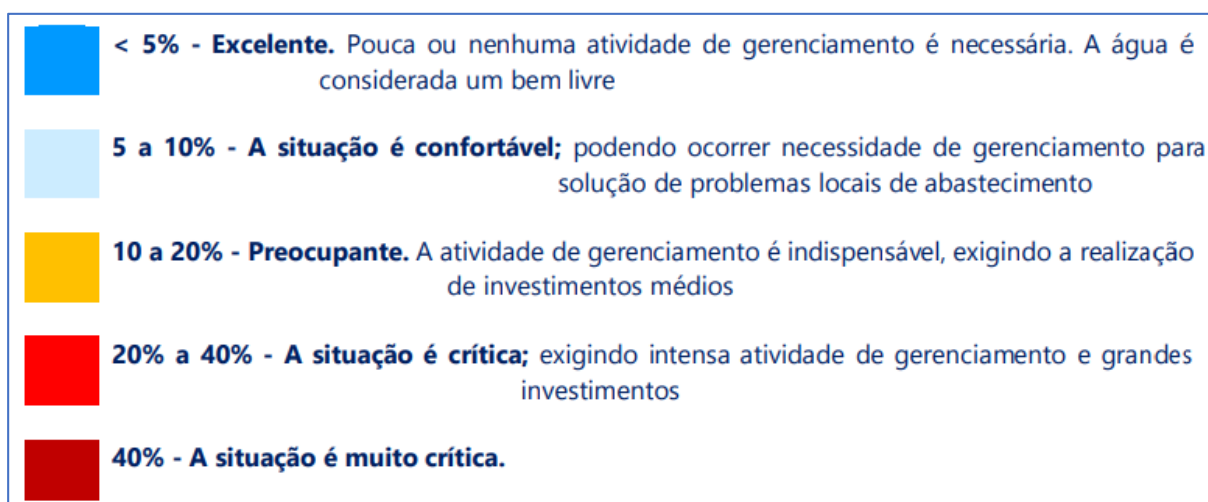 < 5% - Excelente. Pouca ou nenhuma atividade de gerenciamento é necessária. A água é
considerada um bem livre
5 a 10% - A situação é confortável; podendo ocorrer necessidade de gerenciamento para
solução de problemas locais de abastecimento
10 a 20% - Preocupante. A atividade de gerenciamento é indispensável, exigindo a realização
de investimentos médios
20% a 40% - A situação é crítica; exigindo intensa atividade de gerenciamento e grandes
investimentos
40% - A situação é muito crítica.